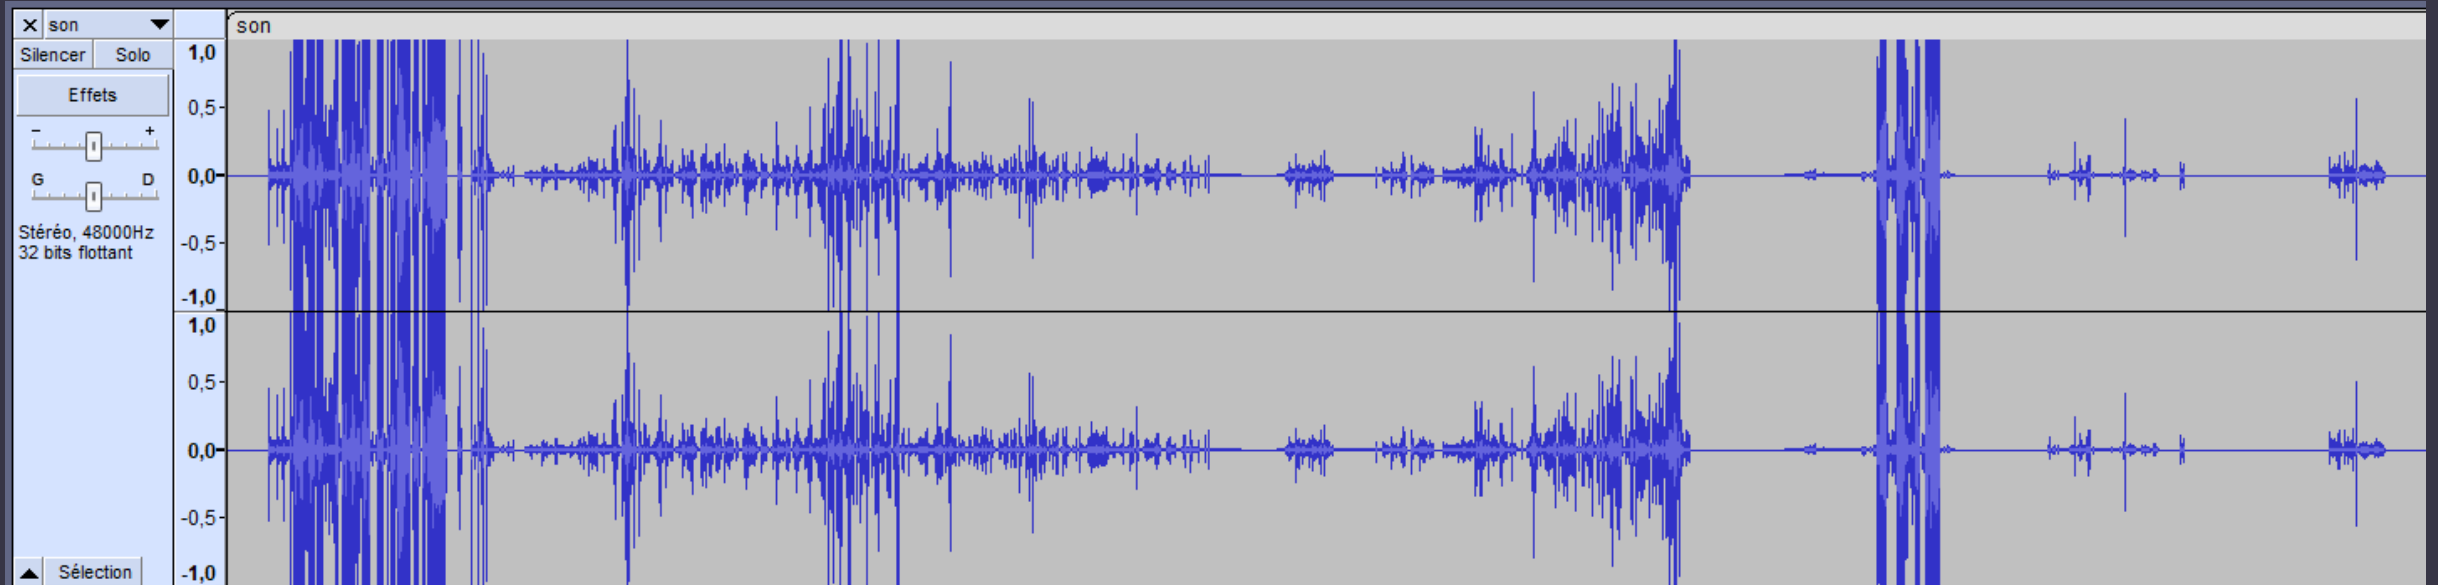 son
son
Silencer Solo
Effets
- +
G D
Stéréo, 48000Hz
32 bits flottant
Sélection
1,0
0,5-
0,0-
-0,5-
-1,0
1,0
0,5-
0,0-
-0,5-
-1,0